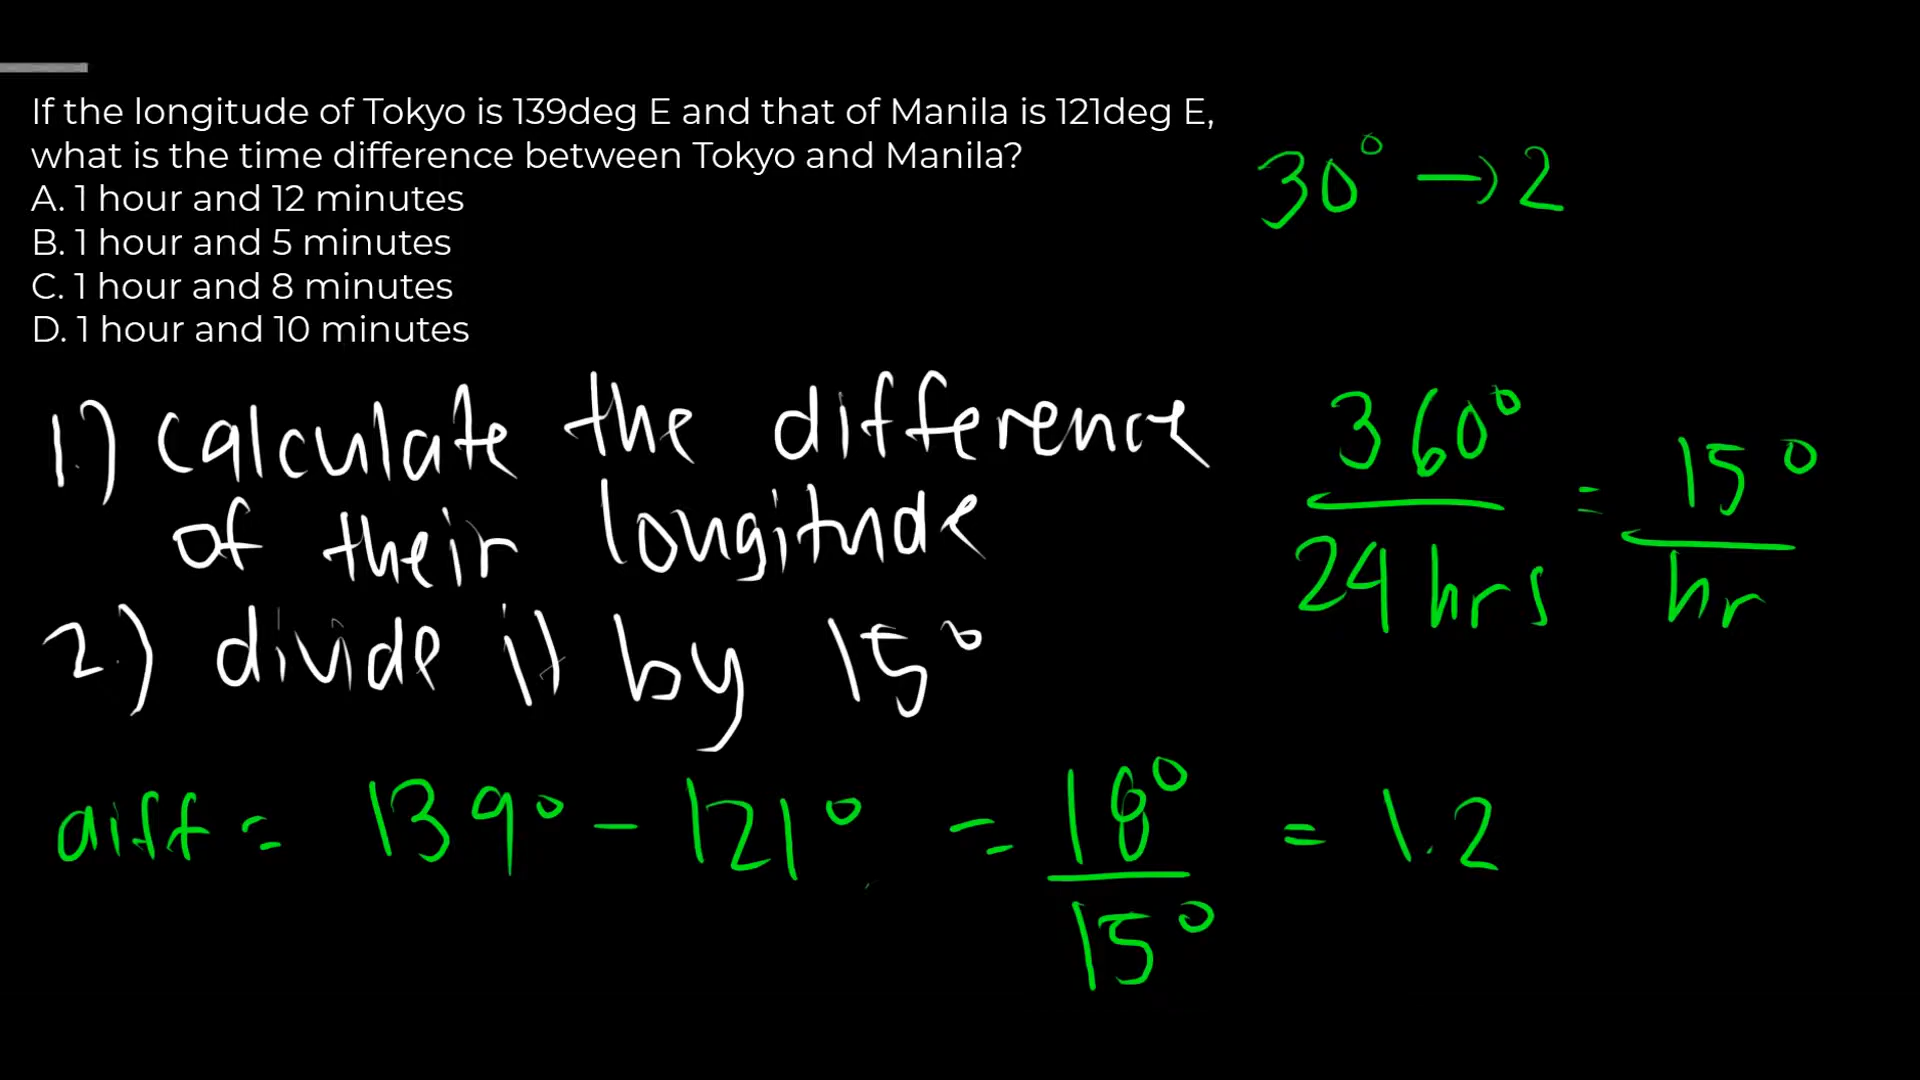 If the longitude of Tokyo is 139deg E and that of Manila is 121deg E,
what is the time difference between Tokyo and Manila?
A. 1 hour and 12 minutes
B. 1 hour and 5 minutes
C. 1 hour and 8 minutes
D. 1 hour and 10 minutes
30° → 2
1.) calculate the difference
of their longitude
2.) divide it by 15°
360°
24 hrs
= 15°
hr
diff = 139° - 121° = 18° = 1.2
15°